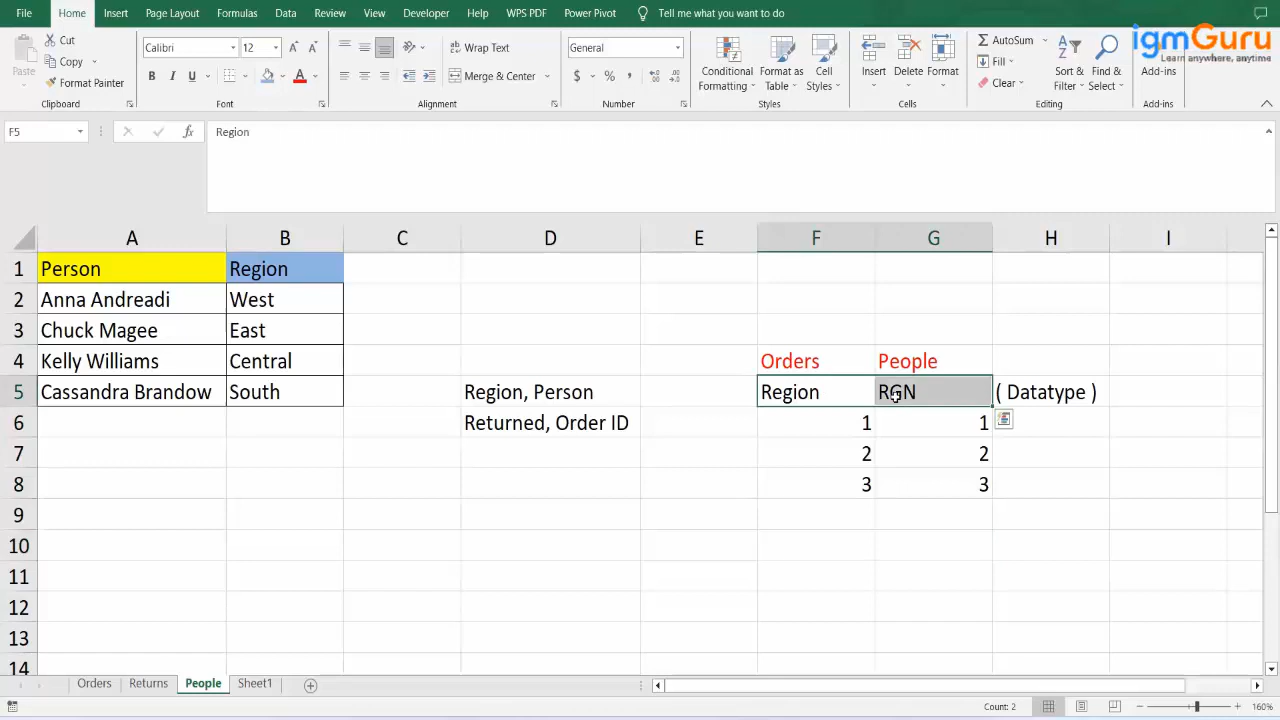 File Home Insert Page Layout Formulas Data Review View Developer Help WPS PDF Power Pivot Tell me what you want to do
igmGuru
Learn anywhere, anytime
Paste
Cut
Copy
Format Painter
Clipboard
Calibri 12
B I U
Font
Wrap Text
Merge & Center
Alignment
General
$ % ,
Number
Conditional Formatting
Format as Table
Cell Styles
Styles
Insert Delete Format
Cells
AutoSum
Fill
Clear
Sort & Filter
Find & Select
Editing
Add-ins
Add-ins
F5 fx Region
A B C D E F G H I
1 Person Region
2 Anna Andreadi West
3 Chuck Magee East
4 Kelly Williams Central Orders People
5 Cassandra Brandow South Region, Person Region RGN ( Datatype )
6 Returned, Order ID 1 1
7 2 2
8 3 3
9
10
11
12
13
14
Orders Returns People Sheet1
Count: 2 160%